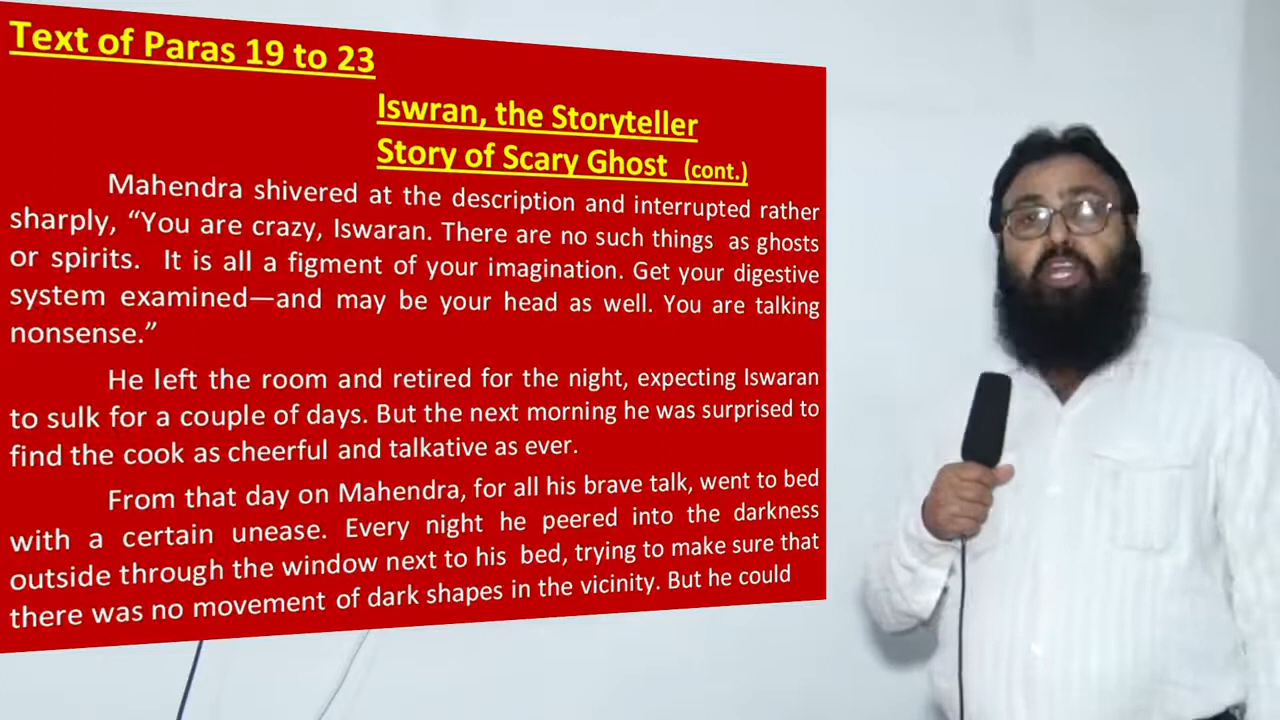 Text of Paras 19 to 23
Iswran, the Storyteller
Story of Scary Ghost (cont.)
Mahendra shivered at the description and interrupted rather
sharply, “You are crazy, Iswaran. There are no such things as ghosts
or spirits. It is all a figment of your imagination. Get your digestive
system examined—and may be your head as well. You are talking
nonsense.”
He left the room and retired for the night, expecting Iswaran
to sulk for a couple of days. But the next morning he was surprised to
find the cook as cheerful and talkative as ever.
From that day on Mahendra, for all his brave talk, went to bed
with a certain unease. Every night he peered into the darkness
outside through the window next to his bed, trying to make sure that
there was no movement of dark shapes in the vicinity. But he could